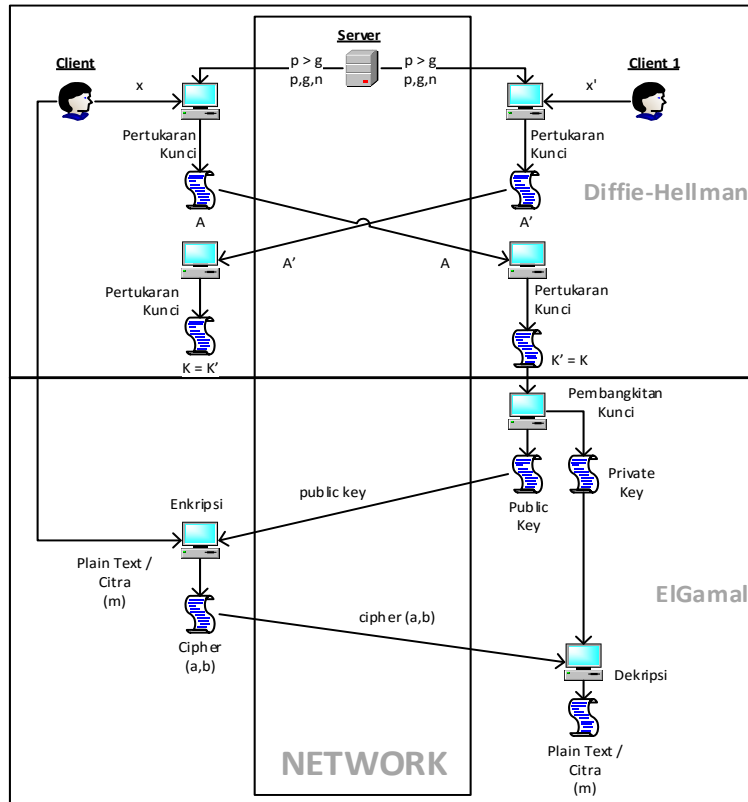 Server
Client
Client 1
p > g
p,g,n
p > g
p,g,n
x
x'
Pertukaran
Kunci
Pertukaran
Kunci
Diffie-Hellman
A
A'
A'
A
Pertukaran
Kunci
Pertukaran
Kunci
K = K'
K' = K
Pembangkitan
Kunci
public key
Public
Key
Private
Key
Enkripsi
Plain Text /
Citra
(m)
ElGamal
cipher (a,b)
Cipher
(a,b)
Dekripsi
Plain Text /
Citra
(m)
NETWORK